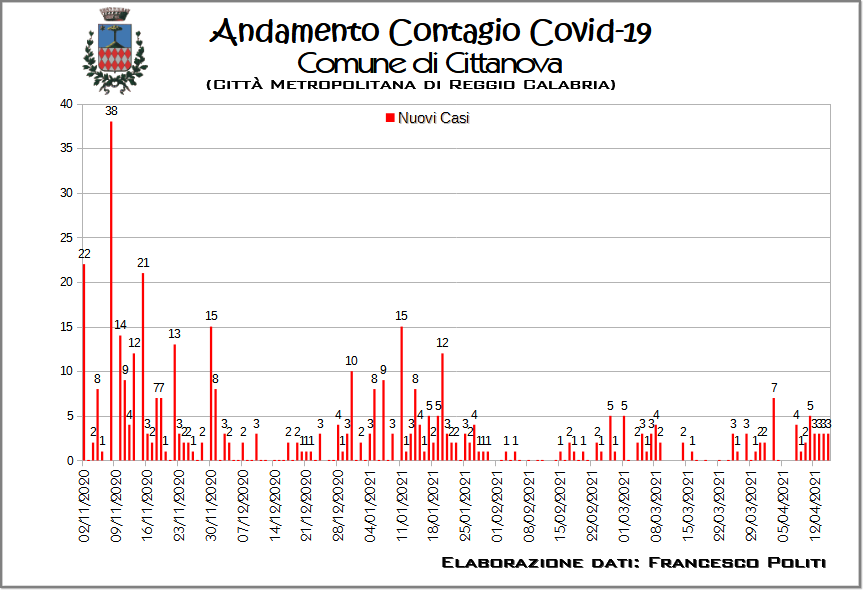 Andamento Contagio Covid-19
Comune di Cittanova
(Città Metropolitana di Reggio Calabria)
Nuovi Casi
40
35
30
25
20
15
10
5
0
22 2 8 1 38 14 9 4 12 21 3 2 7 7 1 13 3 2 2 1 2 15 8 3 2 2 3 2 2 1 1 1 3 4 1 3 10 2 3 8 9 3 15 1 3 8 4 1 5 2 5 12 3 2 2 3 2 4 1 1 1 1 1 1 2 1 1 2 1 5 1 5 2 3 1 3 4 2 2 1 3 1 3 1 2 2 7 4 1 2 5 3 3 3 3
02/11/2020 09/11/2020 16/11/2020 23/11/2020 30/11/2020 07/12/2020 14/12/2020 21/12/2020 28/12/2020 04/01/2021 11/01/2021 18/01/2021 25/01/2021 01/02/2021 08/02/2021 15/02/2021 22/02/2021 01/03/2021 08/03/2021 15/03/2021 22/03/2021 29/03/2021 05/04/2021 12/04/2021
Elaborazione dati: Francesco Politi